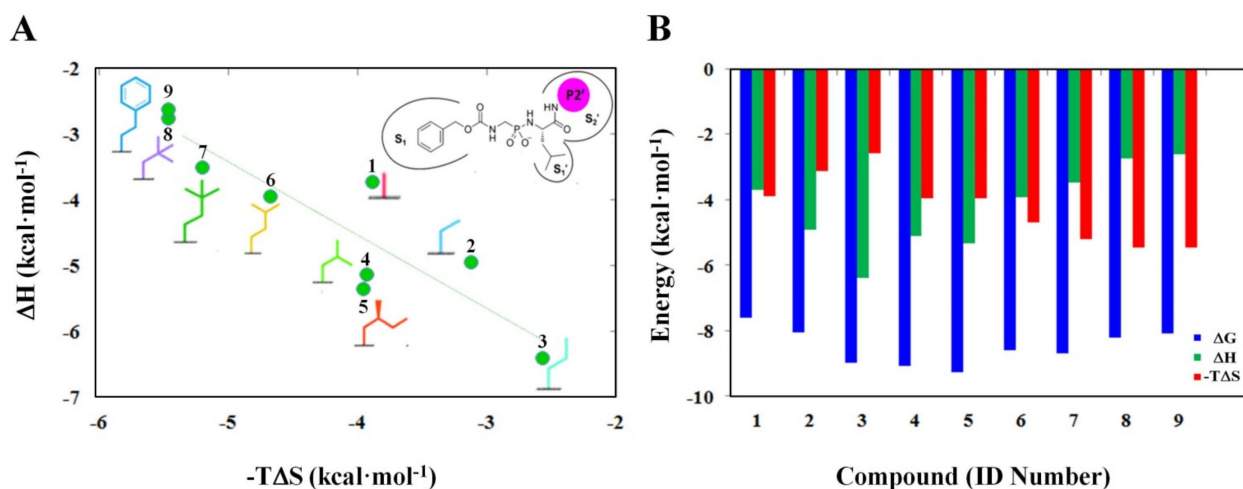 A
ΔH (kcal·mol⁻¹)
-2
-3
-4
-5
-6
-7
-6
-5
-4
-3
-2
-TΔS (kcal·mol⁻¹)
9
8
7
6
1
2
4
5
3
P2'
HN
S₂'
O
O
N
H
H
N
P
O
O⁻
O
S₁
S₁'
B
Energy (kcal·mol⁻¹)
0
-2
-4
-6
-8
-10
ΔG
ΔH
-TΔS
1 2 3 4 5 6 7 8 9
Compound (ID Number)